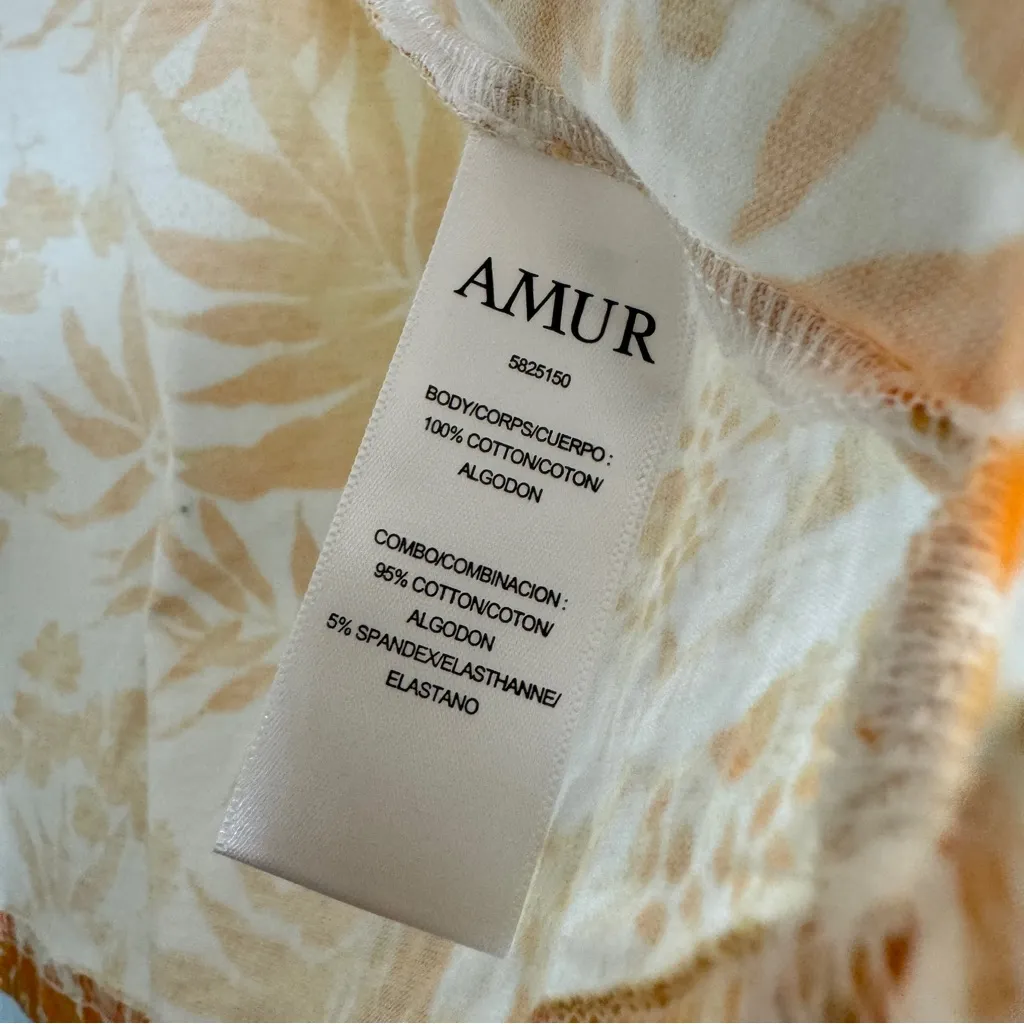 AMUR
5825150
BODY/CORPS/CUERPO :
100% COTTON/COTON/
ALGODON
COMBO/COMBINACION :
95% COTTON/COTON/
ALGODON
5% SPANDEX/ELASTHANNE/
ELASTANO